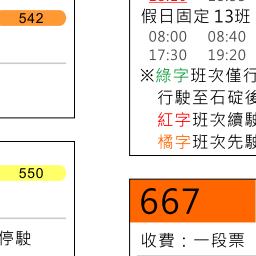 542
假日固定 13班
08:00 08:40
17:30 19:20
※綠字班次僅行
行駛至石碇後
紅字班次續駛
橘字班次先駛
550
停駛
667
收費：一段票